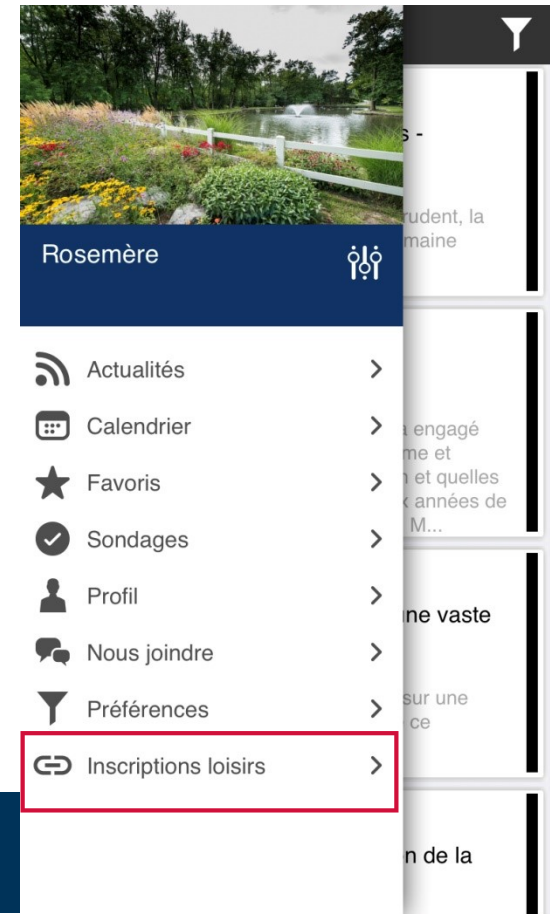 s -
rudent, la
maine
Rosemère
Actualités
Calendrier
a engagé
me et
Favoris
n et quelles
x années de
M...
Sondages
Profil
une vaste
Nous joindre
sur une
Préférences
ce
Inscriptions loisirs
n de la